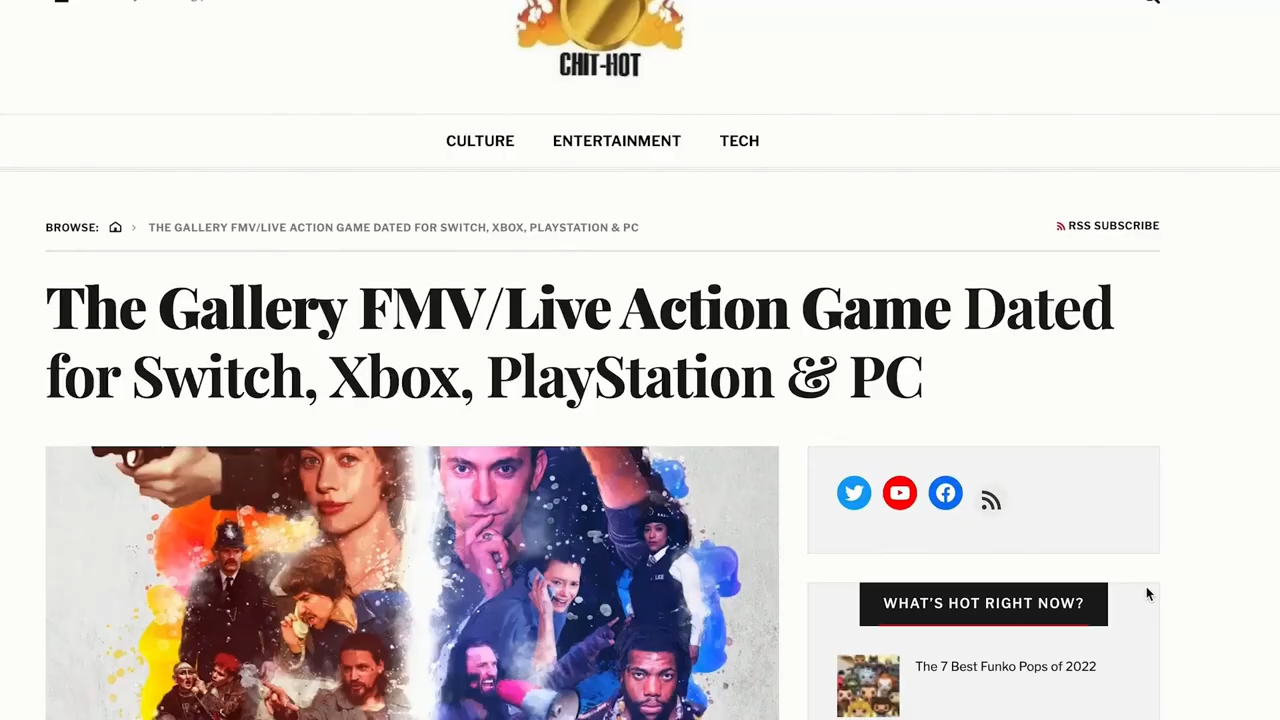 CHIT-HOT
CULTURE ENTERTAINMENT TECH
BROWSE: THE GALLERY FMV/LIVE ACTION GAME DATED FOR SWITCH, XBOX, PLAYSTATION & PC
RSS SUBSCRIBE
The Gallery FMV/Live Action Game Dated
for Switch, Xbox, PlayStation & PC
WHAT'S HOT RIGHT NOW?
The 7 Best Funko Pops of 2022